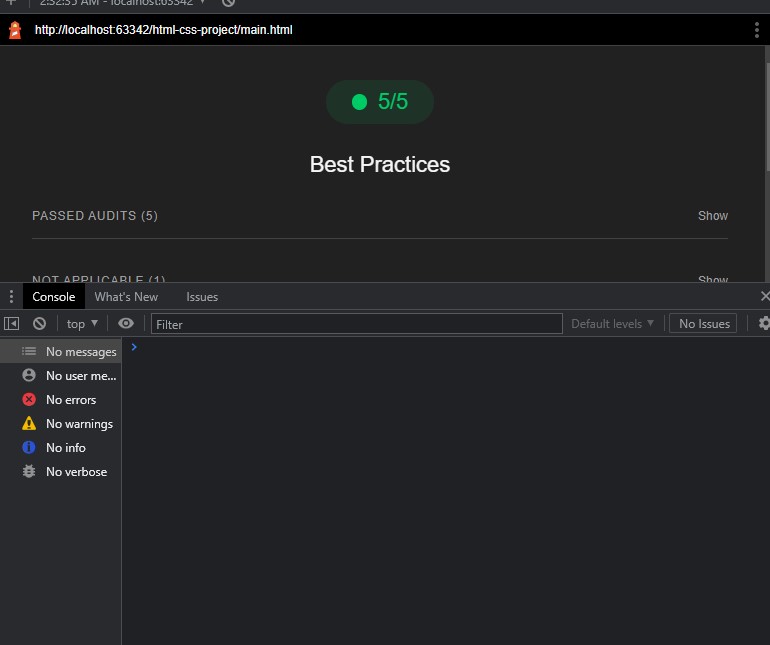 2:32:35 AM - localhost:63342
http://localhost:63342/html-css-project/main.html
5/5
Best Practices
PASSED AUDITS (5) Show
NOT APPLICABLE (1) Show
Console What's New Issues
top Filter Default levels No Issues
No messages
No user me...
No errors
No warnings
No info
No verbose